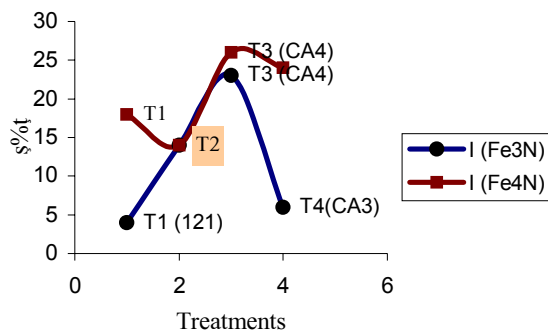 30
25
20
15
10
5
0
ş%ţ
T1
T2
T3 (CA4)
T3 (CA4)
T1 (121)
T4(CA3)
0
2
4
6
Treatments
I (Fe3N)
I (Fe4N)